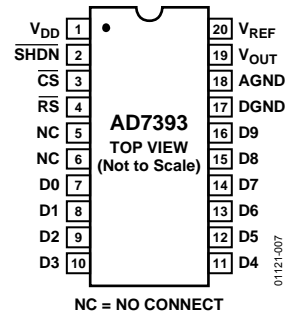 VDD 1
SHDN 2
CS 3
RS 4
NC 5
NC 6
D0 7
D1 8
D2 9
D3 10
AD7393
TOP VIEW
(Not to Scale)
20 VREF
19 VOUT
18 AGND
17 DGND
16 D9
15 D8
14 D7
13 D6
12 D5
11 D4
01121-007
NC = NO CONNECT